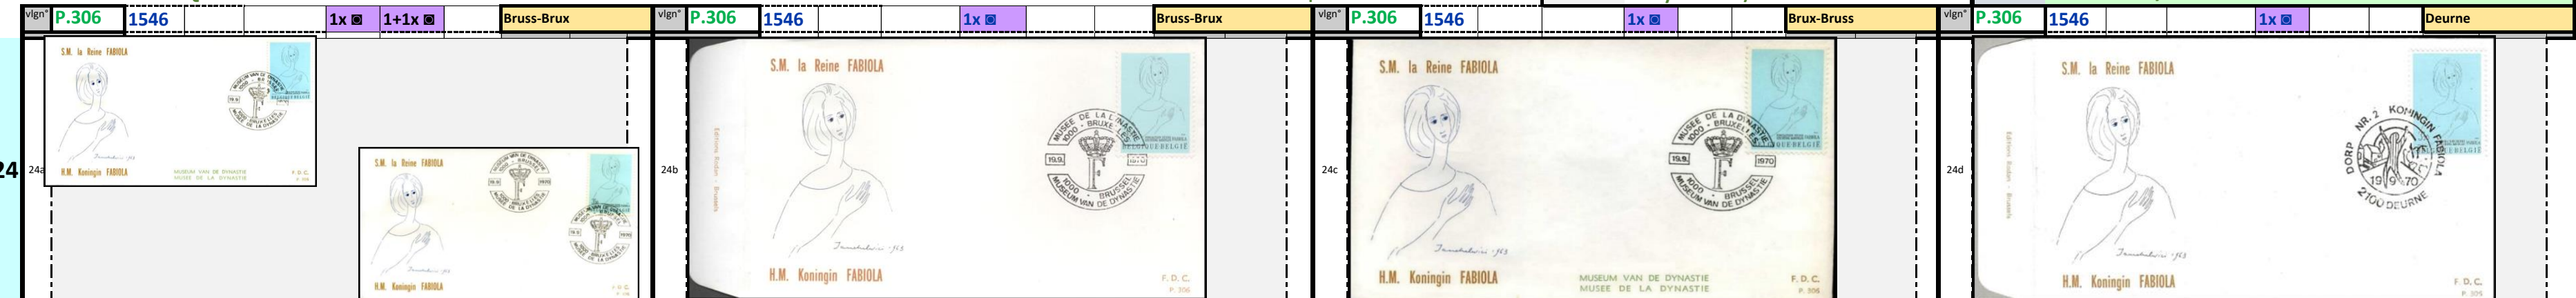 vlgn° P.306 1546 1x ◙ 1+1x ◙ Bruss-Brux
vlgn° P.306 1546 1x ◙ Bruss-Brux
vlgn° P.306 1546 1x ◙ Brux-Bruss
vlgn° P.306 1546 1x ◙ Deurne
24
24a
S.M. la Reine FABIOLA
H.M. Koningin FABIOLA
MUSEUM VAN DE DYNASTIE
MUSEE DE LA DYNASTIE
F. D. C.
S.M. la Reine FABIOLA
H.M. Koningin FABIOLA
24b
S.M. la Reine FABIOLA
MUSEE DE LA DYNASTIE
1000 - BRUXELLES
19.9. 1970
1000 - BRUSSEL
MUSEUM VAN DE DYNASTIE
BELGIQUE BELGIË
H.M. Koningin FABIOLA
F. D. C.
P. 306
24c
S.M. la Reine FABIOLA
MUSEE DE LA DYNASTIE
1000 - BRUXELLES
19.9. 1970
1000 - BRUSSEL
MUSEUM VAN DE DYNASTIE
H.M. Koningin FABIOLA
MUSEUM VAN DE DYNASTIE
MUSEE DE LA DYNASTIE
F. D. C.
P. 306
24d
S.M. la Reine FABIOLA
DORP NR. 2 KONINGIN FABIOLA
19 9 70
2100 DEURNE
H.M. Koningin FABIOLA
F. D. C.